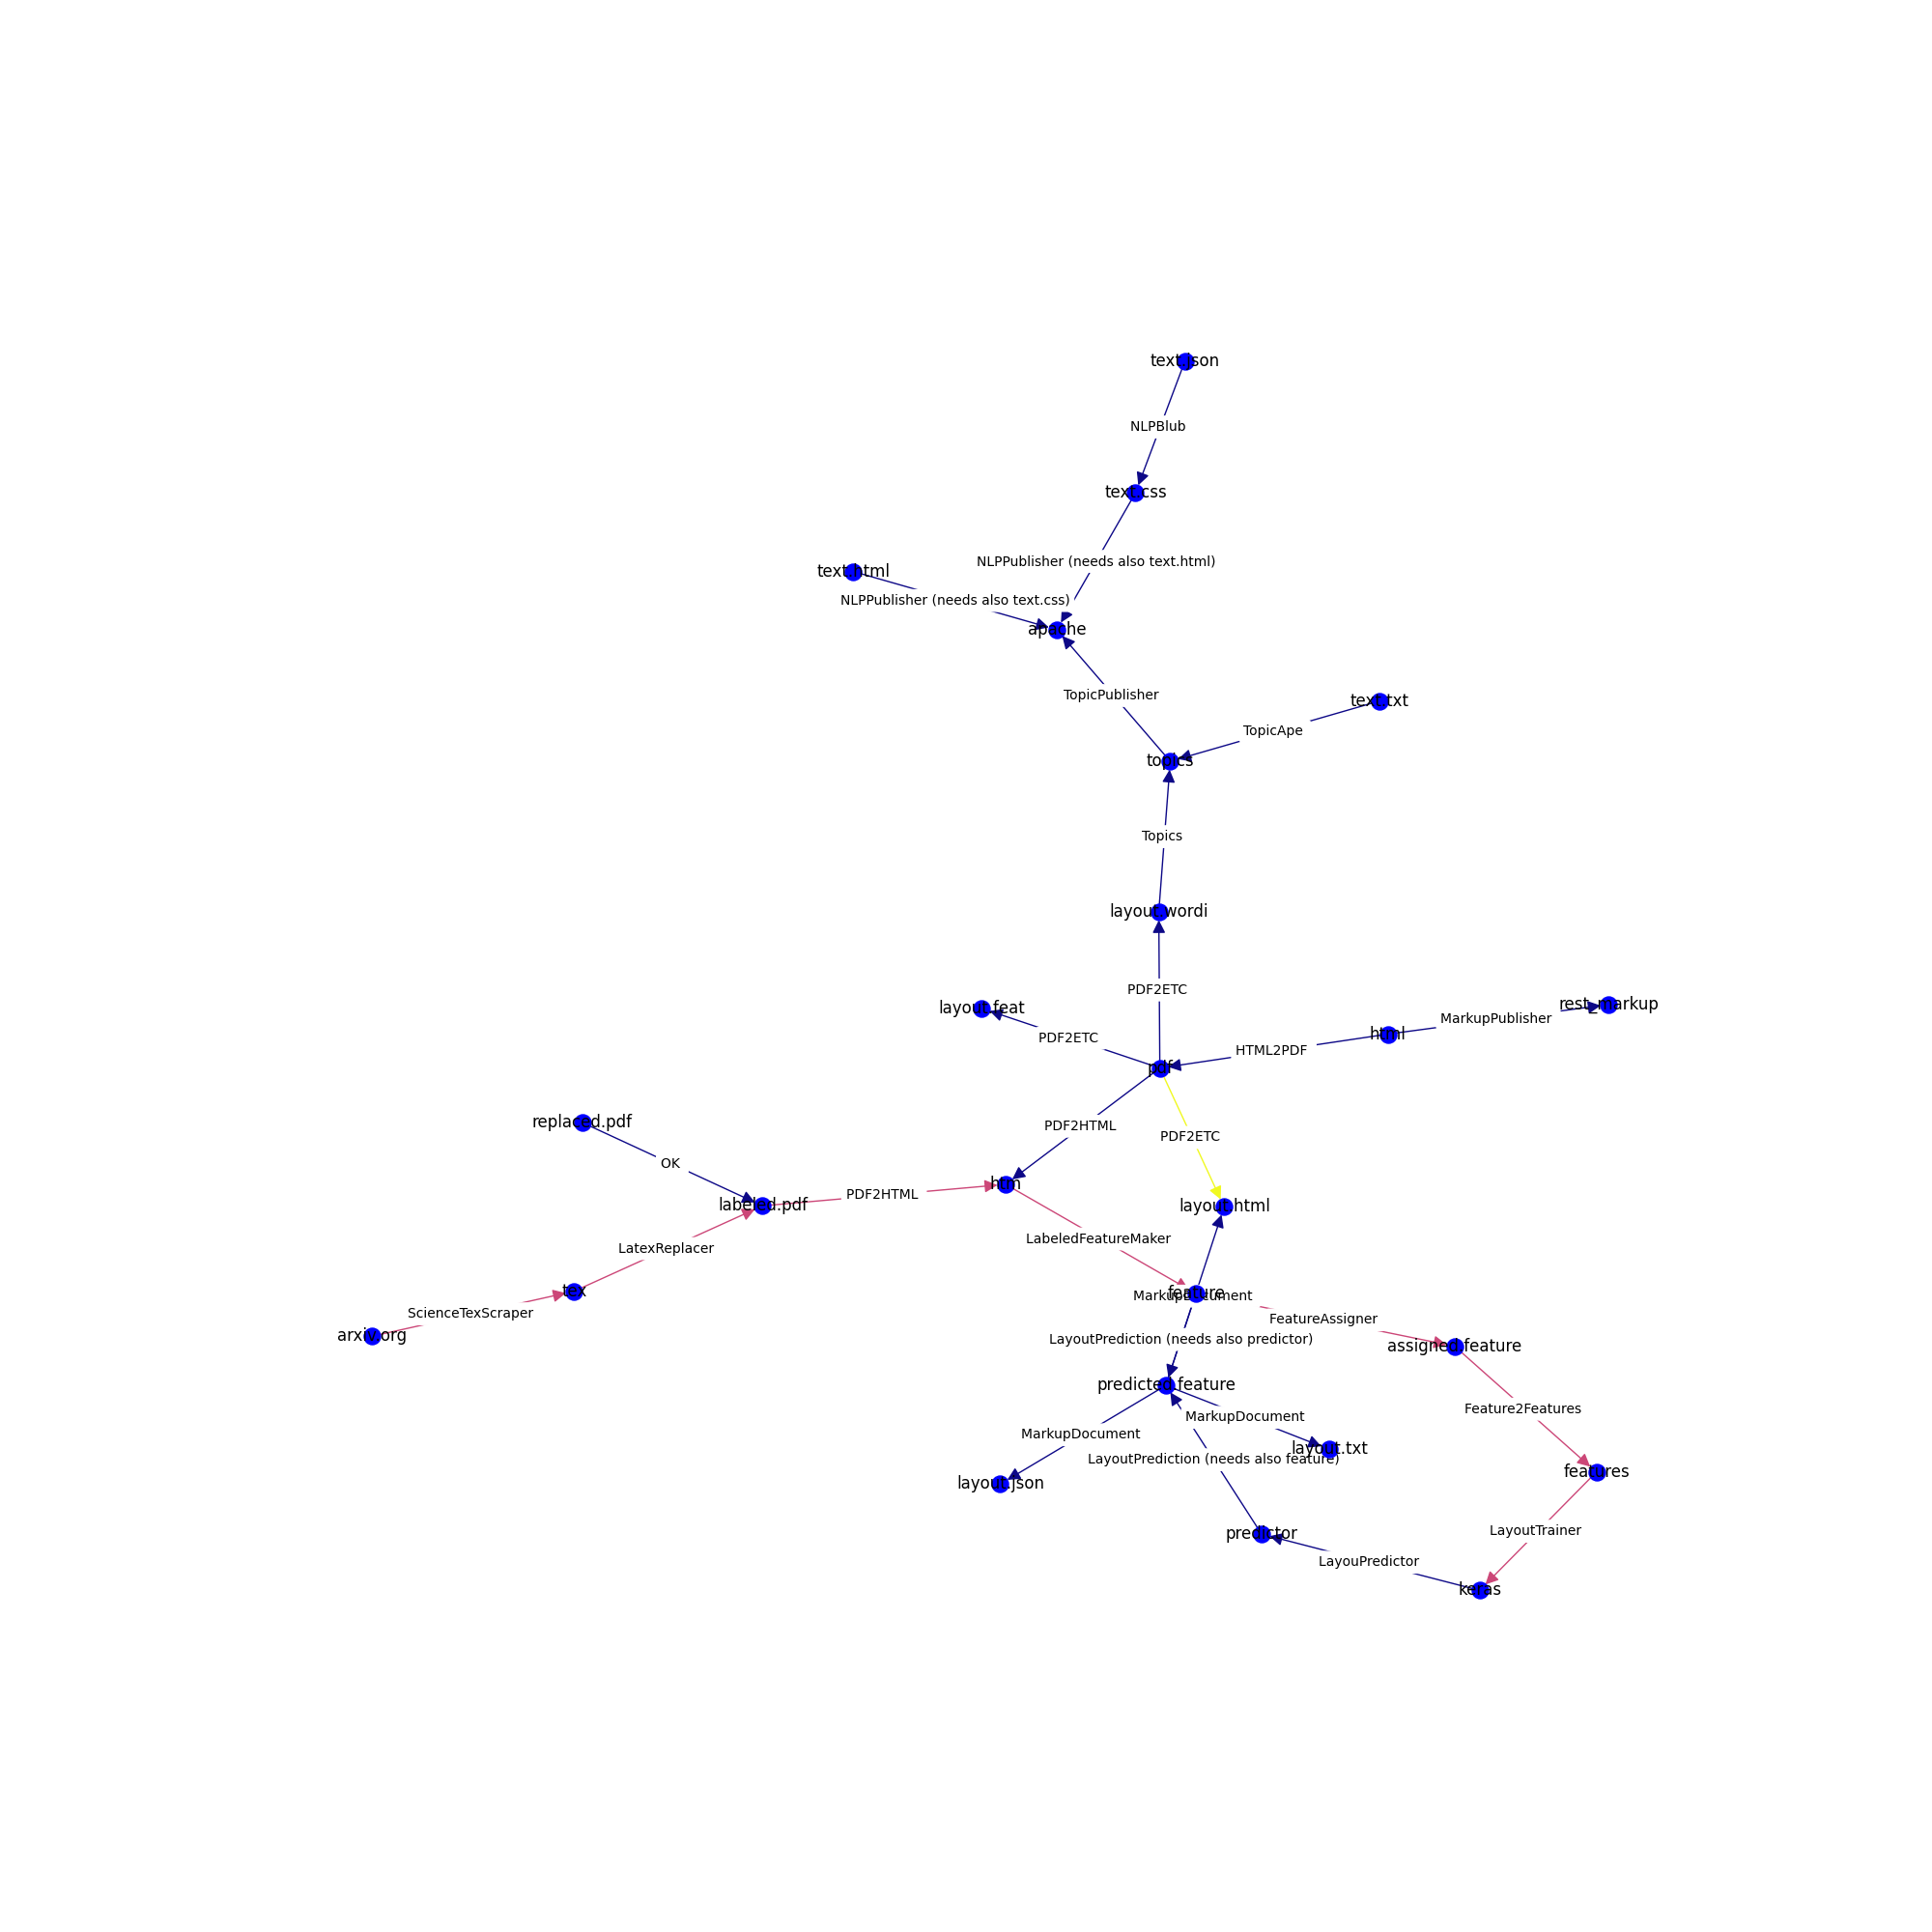 text.json
NLPBlub
text.css
NLPPublisher (needs also text.html)
text.html
NLPPublisher (needs also text.css)
apache
TopicPublisher
text.txt
TopicApe
topics
Topics
layout.wordi
PDF2ETC
rest_markup
layout.feat
MarkupPublisher
html
PDF2ETC
HTML2PDF
pdf
replaced.pdf
PDF2HTML
PDF2ETC
OK
htm
PDF2HTML
labeled.pdf
layout.html
LabeledFeatureMaker
LatexReplacer
tex
feature
MarkupDocument
ScienceTexScraper
FeatureAssigner
arxiv.org
LayoutPrediction (needs also predictor)
assigned.feature
predicted.feature
Feature2Features
MarkupDocument
MarkupDocument
layout.txt
LayoutPrediction (needs also feature)
features
layout.json
LayoutTrainer
predictor
LayouPredictor
keras